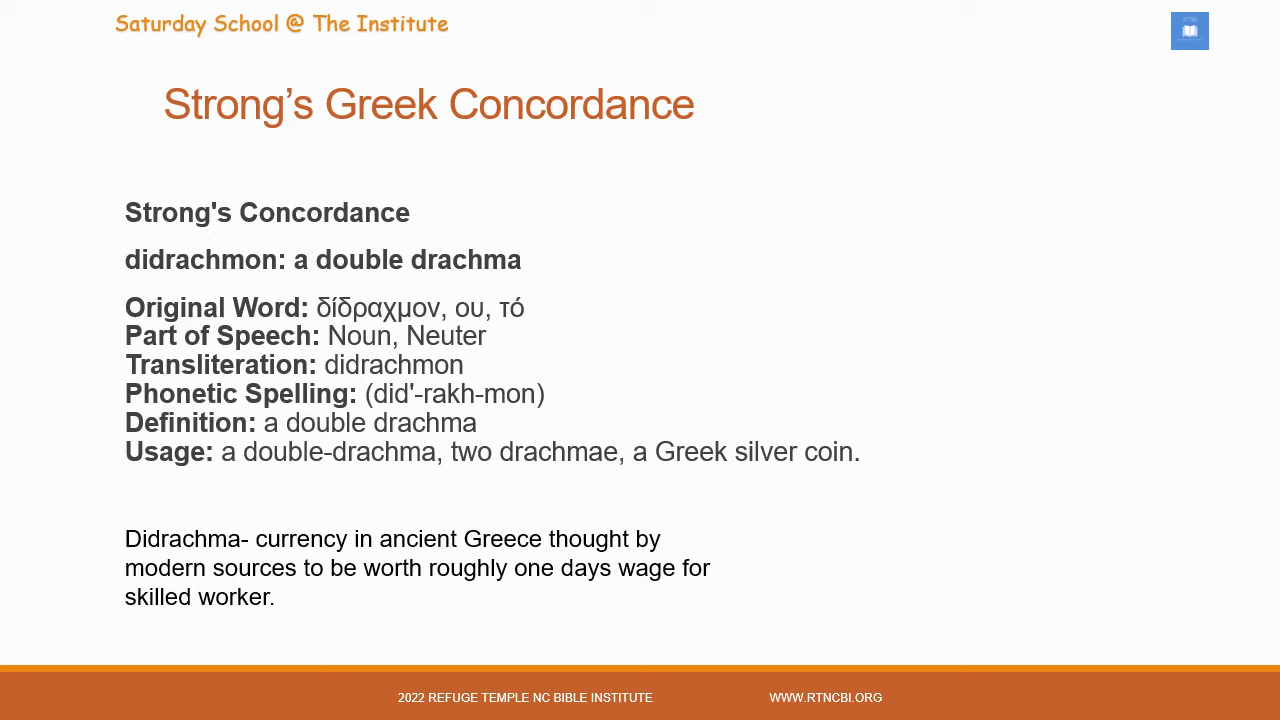 Saturday School @ The Institute
RTBI
Strong’s Greek Concordance
Strong's Concordance
didrachmon: a double drachma
Original Word: δίδραχμον, ου, τό
Part of Speech: Noun, Neuter
Transliteration: didrachmon
Phonetic Spelling: (did'-rakh-mon)
Definition: a double drachma
Usage: a double-drachma, two drachmae, a Greek silver coin.
Didrachma- currency in ancient Greece thought by
modern sources to be worth roughly one days wage for
skilled worker.
2022 REFUGE TEMPLE NC BIBLE INSTITUTE
WWW.RTNCBI.ORG